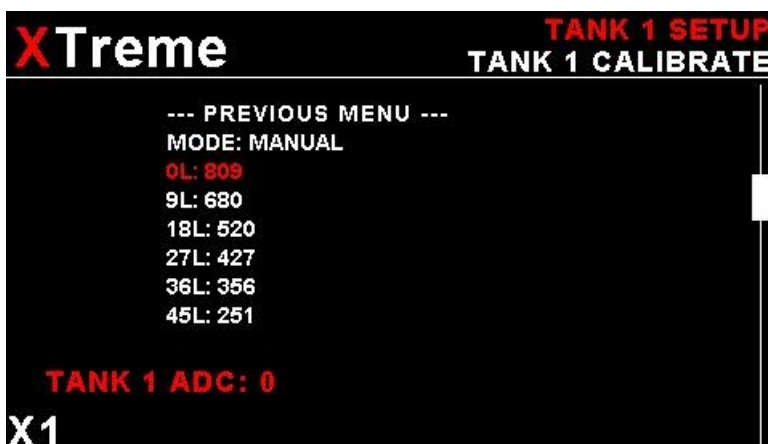 XTreme
TANK 1 SETUP
TANK 1 CALIBRATE
--- PREVIOUS MENU ---
MODE: MANUAL
0L: 809
9L: 680
18L: 520
27L: 427
36L: 356
45L: 251
TANK 1 ADC: 0
X1